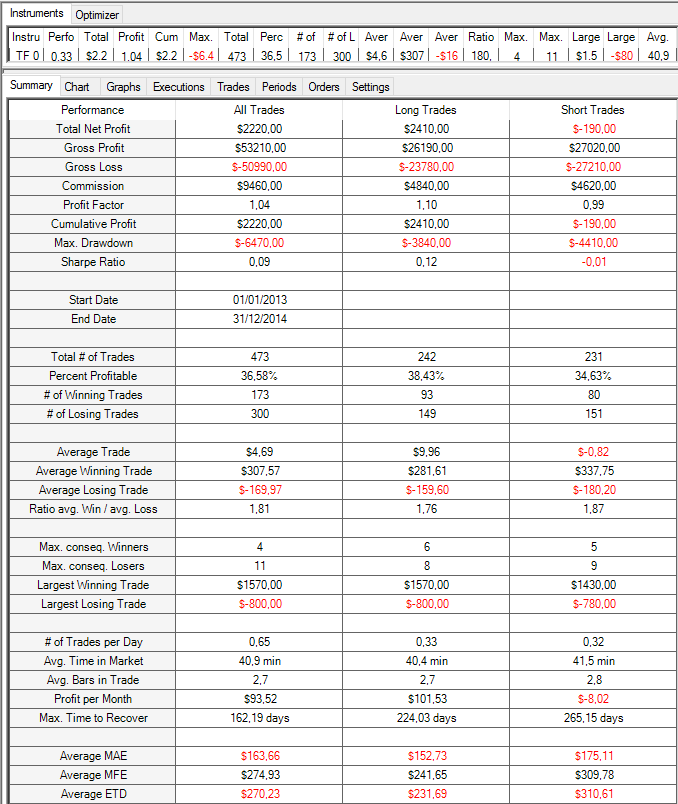 Instruments Optimizer
Instru Perfo Total Profit Cum Max. Total Perc # of # of L Aver Aver Aver Ratio Max. Max. Large Large Avg.
TF 0 0.33 $2.2 1.04 $2.2 -$6.4 473 36,5 173 300 $4,6 $307 -$16 180, 4 11 $1.5 -$80 40,9
Summary Chart Graphs Executions Trades Periods Orders Settings
Performance All Trades Long Trades Short Trades
Total Net Profit $2220,00 $2410,00 $-190,00
Gross Profit $53210,00 $26190,00 $27020,00
Gross Loss $-50990,00 $-23780,00 $-27210,00
Commission $9460,00 $4840,00 $4620,00
Profit Factor 1,04 1,10 0,99
Cumulative Profit $2220,00 $2410,00 $-190,00
Max. Drawdown $-6470,00 $-3840,00 $-4410,00
Sharpe Ratio 0,09 0,12 -0,01
Start Date 01/01/2013
End Date 31/12/2014
Total # of Trades 473 242 231
Percent Profitable 36,58% 38,43% 34,63%
# of Winning Trades 173 93 80
# of Losing Trades 300 149 151
Average Trade $4,69 $9,96 $-0,82
Average Winning Trade $307,57 $281,61 $337,75
Average Losing Trade $-169,97 $-159,60 $-180,20
Ratio avg. Win / avg. Loss 1,81 1,76 1,87
Max. conseq. Winners 4 6 5
Max. conseq. Losers 11 8 9
Largest Winning Trade $1570,00 $1570,00 $1430,00
Largest Losing Trade $-800,00 $-800,00 $-780,00
# of Trades per Day 0,65 0,33 0,32
Avg. Time in Market 40,9 min 40,4 min 41,5 min
Avg. Bars in Trade 2,7 2,7 2,8
Profit per Month $93,52 $101,53 $-8,02
Max. Time to Recover 162,19 days 224,03 days 265,15 days
Average MAE $163,66 $152,73 $175,11
Average MFE $274,93 $241,65 $309,78
Average ETD $270,23 $231,69 $310,61